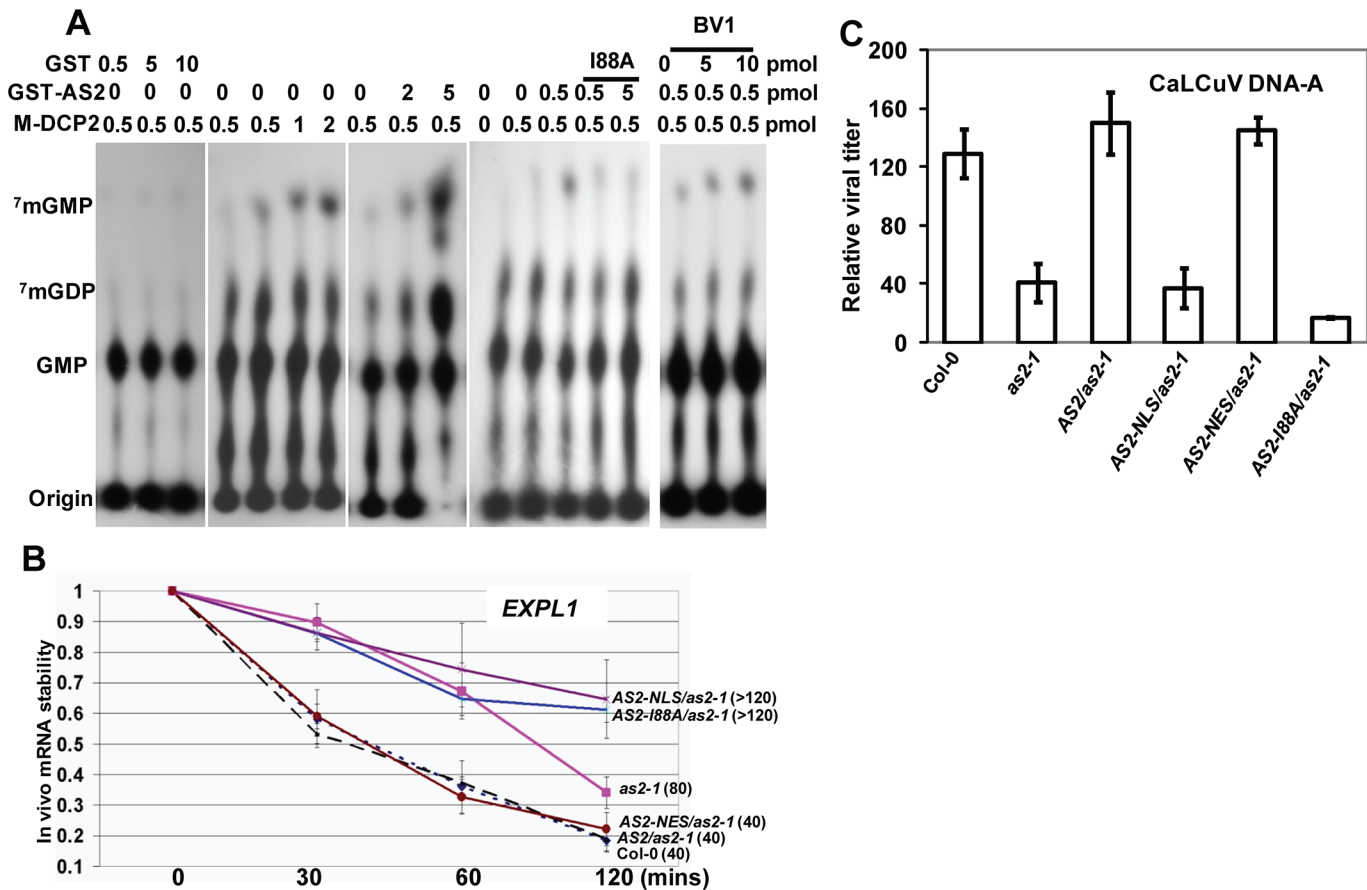 A
BV1
I88A
GST 0.5 5 10 0 5 10 pmol
GST-AS2 0 0 0 0 0 0 0 0 2 5 0 0 0.5 0.5 5 0.5 0.5 0.5 pmol
M-DCP2 0.5 0.5 0.5 0.5 0.5 1 2 0.5 0.5 0.5 0 0.5 0.5 0.5 0.5 0.5 0.5 0.5 pmol
7mGMP
7mGDP
GMP
Origin
C
200
160
120
80
40
0
Relative viral titer
CaLCuV DNA-A
Col-0
as2-1
AS2/as2-1
AS2-NLS/as2-1
AS2-NES/as2-1
AS2-I88A/as2-1
B
1
0.9
0.8
0.7
0.6
0.5
0.4
0.3
0.2
0.1
In vivo mRNA stability
EXPL1
AS2-NLS/as2-1 (>120)
AS2-I88A/as2-1 (>120)
as2-1 (80)
AS2-NES/as2-1 (40)
AS2/as2-1 (40)
Col-0 (40)
0 30 60 120 (mins)